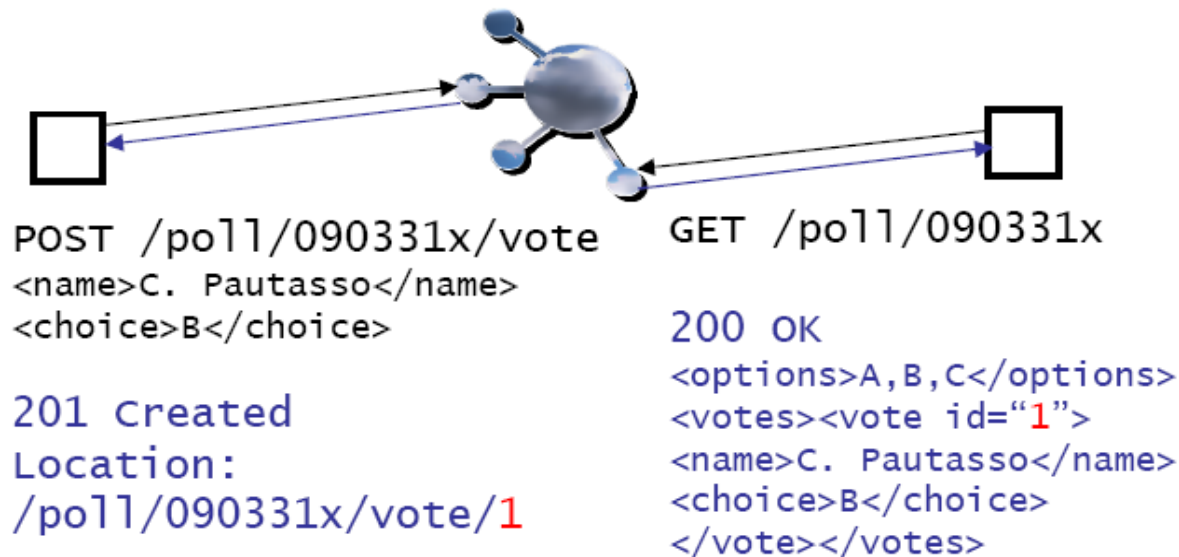 POST /poll/090331x/vote
<name>C. Pautasso</name>
<choice>B</choice>
201 Created
Location:
/poll/090331x/vote/1
GET /poll/090331x
200 OK
<options>A,B,C</options>
<votes><vote id=“1”>
<name>C. Pautasso</name>
<choice>B</choice>
</vote></votes>